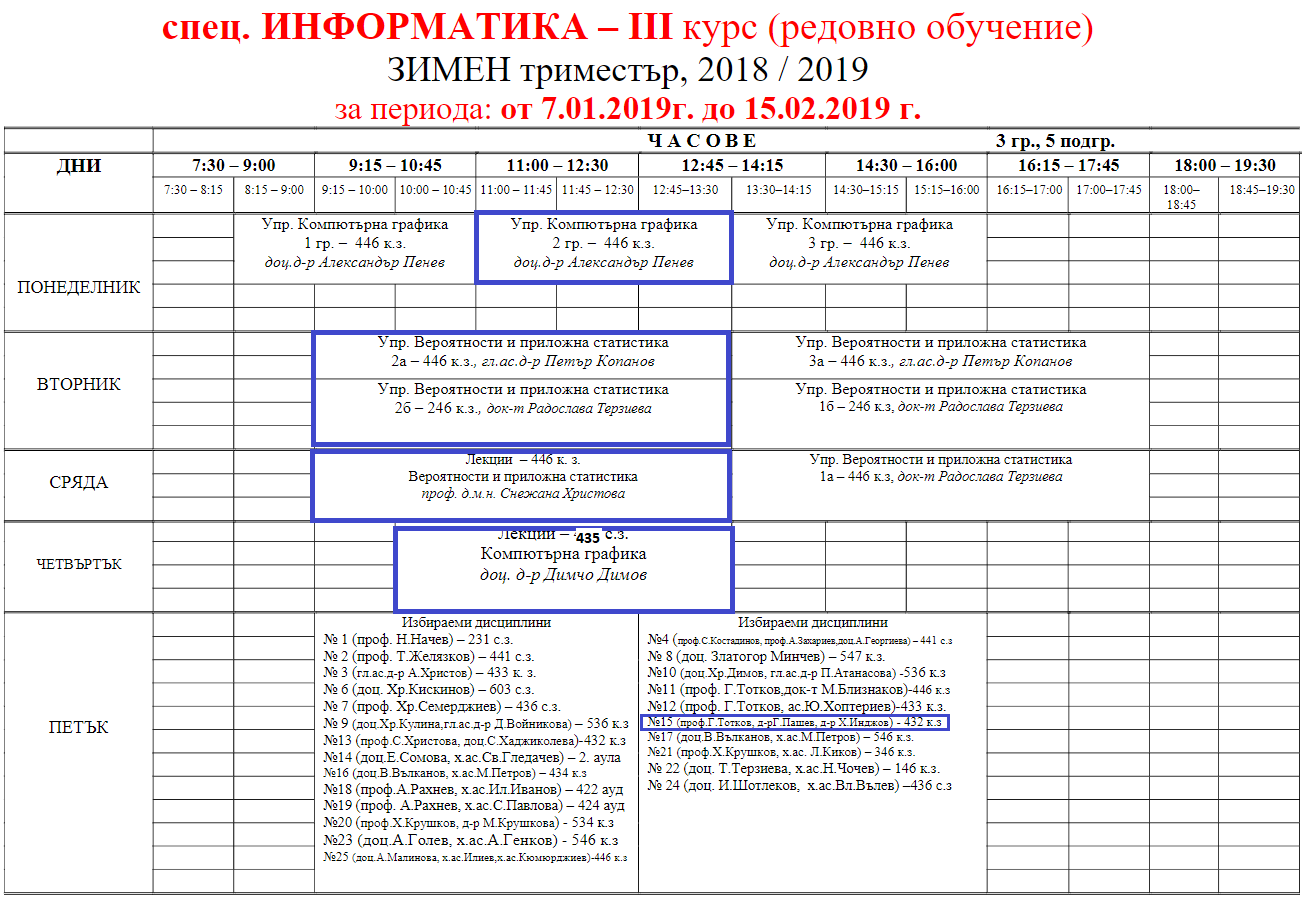 спец. ИНФОРМАТИКА – III курс (редовно обучение)
ЗИМЕН триместър, 2018 / 2019
за периода: от 7.01.2019г. до 15.02.2019 г.
Ч А С О В Е 3 гр., 5 подгр.
ДНИ 7:30 – 9:00 9:15 – 10:45 11:00 – 12:30 12:45 – 14:15 14:30 – 16:00 16:15 – 17:45 18:00 – 19:30
7:30 – 8:15 8:15 – 9:00 9:15 – 10:00 10:00 – 10:45 11:00 – 11:45 11:45 – 12:30 12:45–13:30 13:30–14:15 14:30–15:15 15:15–16:00 16:15–17:00 17:00–17:45 18:00–18:45 18:45–19:30
ПОНЕДЕЛНИК
Упр. Компютърна графика
1 гр. – 446 к.з.
доц.д-р Александър Пенев
Упр. Компютърна графика
2 гр. – 446 к.з.
доц.д-р Александър Пенев
Упр. Компютърна графика
3 гр. – 446 к.з.
доц.д-р Александър Пенев
ВТОРНИК
Упр. Вероятности и приложна статистика
2а – 446 к.з., гл.ас.д-р Петър Копанов
Упр. Вероятности и приложна статистика
2б – 246 к.з., док-т Радослава Терзиева
Упр. Вероятности и приложна статистика
3а – 446 к.з., гл.ас.д-р Петър Копанов
Упр. Вероятности и приложна статистика
1б – 246 к.з, док-т Радослава Терзиева
СРЯДА
Лекции – 446 к. з.
Вероятности и приложна статистика
проф. д.м.н. Снежана Христова
Упр. Вероятности и приложна статистика
1а – 446 к.з, док-т Радослава Терзиева
ЧЕТВЪРТЪК
Лекции – 435 с.з.
Компютърна графика
доц. д-р Димчо Димов
ПЕТЪК
Избираеми дисциплини
№ 1 (проф. Н.Начев) – 231 с.з.
№ 2 (проф. Т.Желязков) – 441 с.з.
№ 3 (гл.ас.д-р А.Христов) – 433 к. з.
№ 6 (доц. Хр.Кискинов) – 603 с.з.
№ 7 (проф. Хр.Семерджиев) – 436 с.з.
№ 9 (доц.Хр.Кулина,гл.ас.д-р Д.Войникова) – 536 к.з
№13 (проф.С.Христова, доц.С.Хаджиколева)-432 к.з
№14 (доц.Е.Сомова, х.ас.Св.Гледачев) – 2. аула
№16 (доц.В.Вълканов, х.ас.М.Петров) – 434 к.з
№18 (проф.А.Рахнев, х.ас.Ил.Иванов) – 422 ауд
№19 (проф. А.Рахнев, х.ас.С.Павлова) – 424 ауд
№20 (проф.Х.Крушков, д-р М.Крушкова) - 534 к.з
№23 (доц.А.Голев, х.ас.А.Генков) - 546 к.з
№25 (доц.А.Малинова, х.ас.Илиев,х.ас.Кюмюрджиев)-446 к.з
Избираеми дисциплини
№4 (проф.С.Костадинов, проф.А.Захариев,доц.А.Георгиева) – 441 с.з
№ 8 (доц. Златогор Минчев) – 547 к.з.
№10 (доц.Хр.Димов, гл.ас.д-р П.Атанасова) -536 к.з
№11 (проф. Г.Тотков,док-т М.Близнаков)-446 к.з
№12 (проф. Г.Тотков, ас.Ю.Хоптериев)-433 к.з.
№15 (проф.Г.Тотков, д-рГ.Пашев, д-р Х.Инджов) - 432 к.з
№17 (доц.В.Вълканов, х.ас.М.Петров) – 546 к.з.
№21 (проф.Х.Крушков, х.ас. Л.Киков) – 346 к.з.
№ 22 (доц. Т.Терзиева, х.ас.Н.Чочев) – 146 к.з.
№ 24 (доц. И.Шотлеков, х.ас.Вл.Вълев) –436 с.з